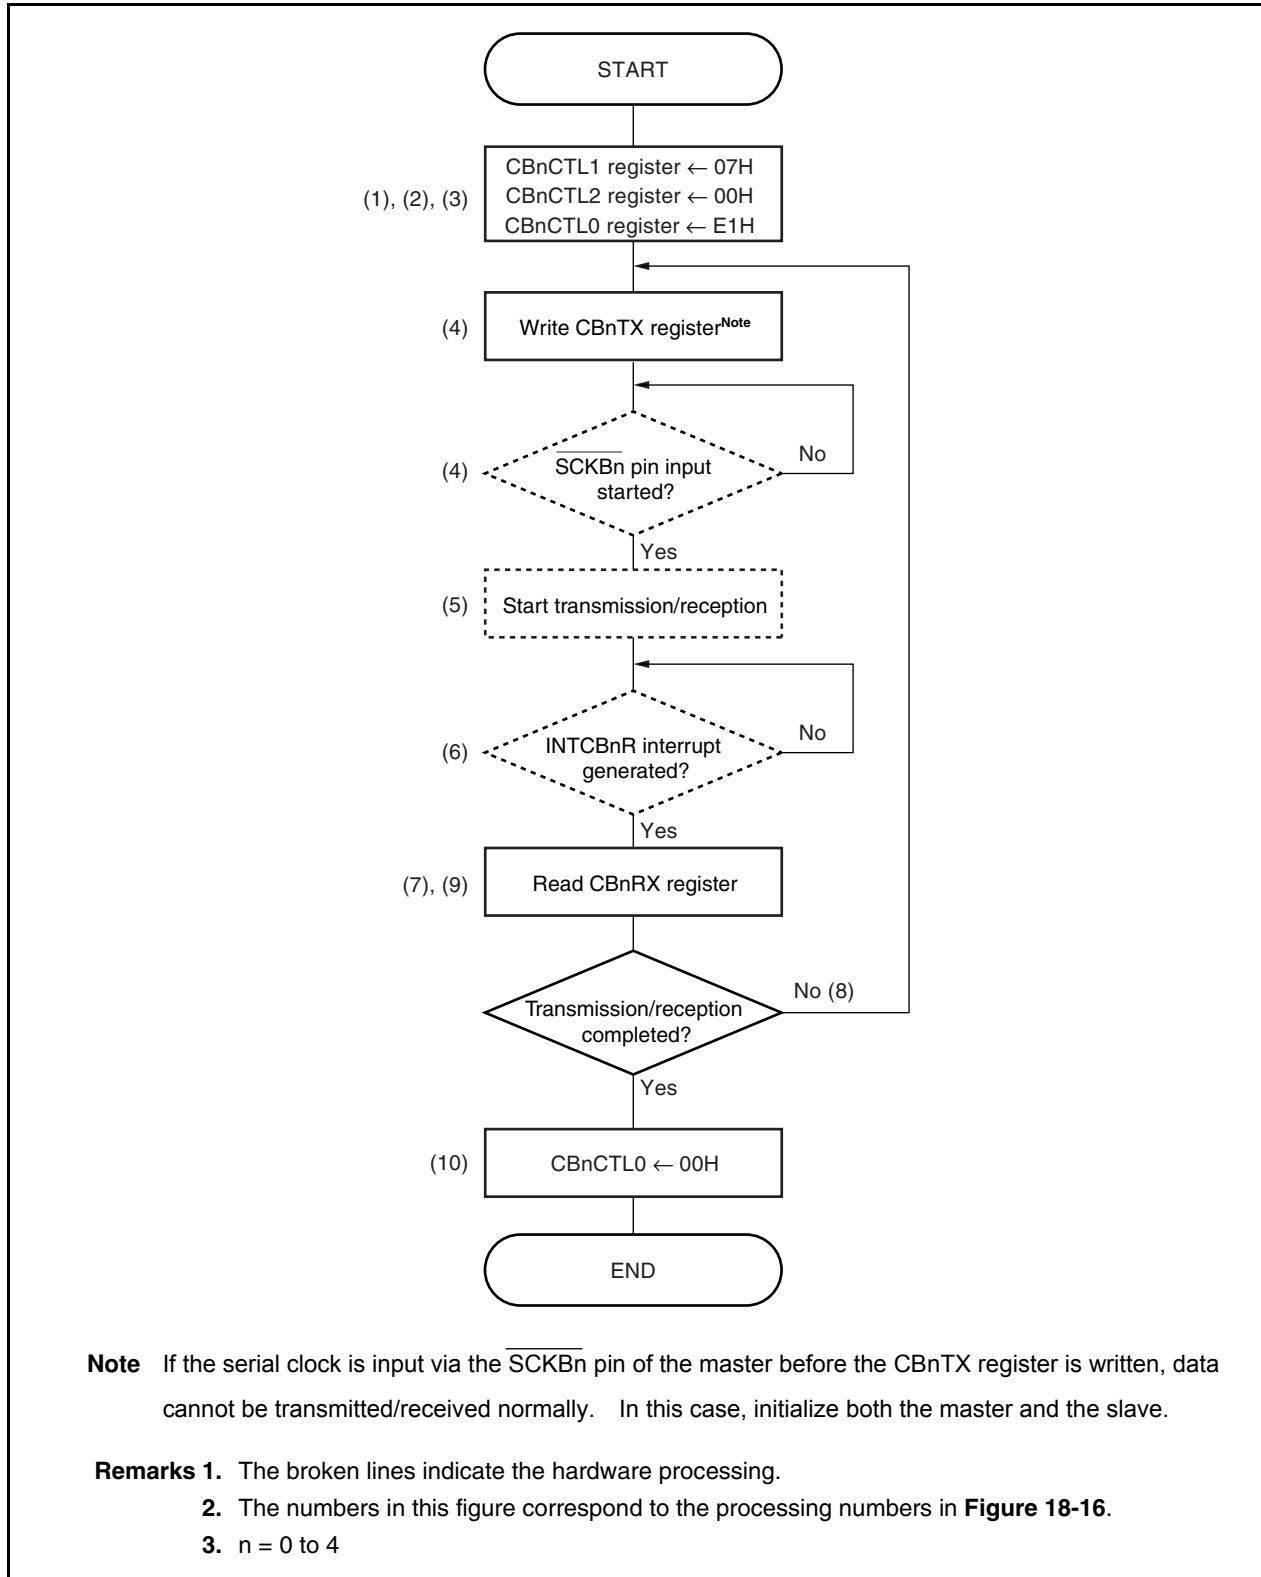 START
CBnCTL1 register ← 07H
(1), (2), (3)
CBnCTL2 register ← 00H
CBnCTL0 register ← E1H
(4)
Write CBnTX registerNote
(4)
SCKBn pin input
started?
No
Yes
(5)
Start transmission/reception
(6)
INTCBnR interrupt
generated?
No
Yes
(7), (9)
Read CBnRX register
Transmission/reception
completed?
No (8)
Yes
(10)
CBnCTL0 ← 00H
END
Note If the serial clock is input via the SCKBn pin of the master before the CBnTX register is written, data
cannot be transmitted/received normally. In this case, initialize both the master and the slave.
Remarks 1. The broken lines indicate the hardware processing.
2. The numbers in this figure correspond to the processing numbers in Figure 18-16.
3. n = 0 to 4